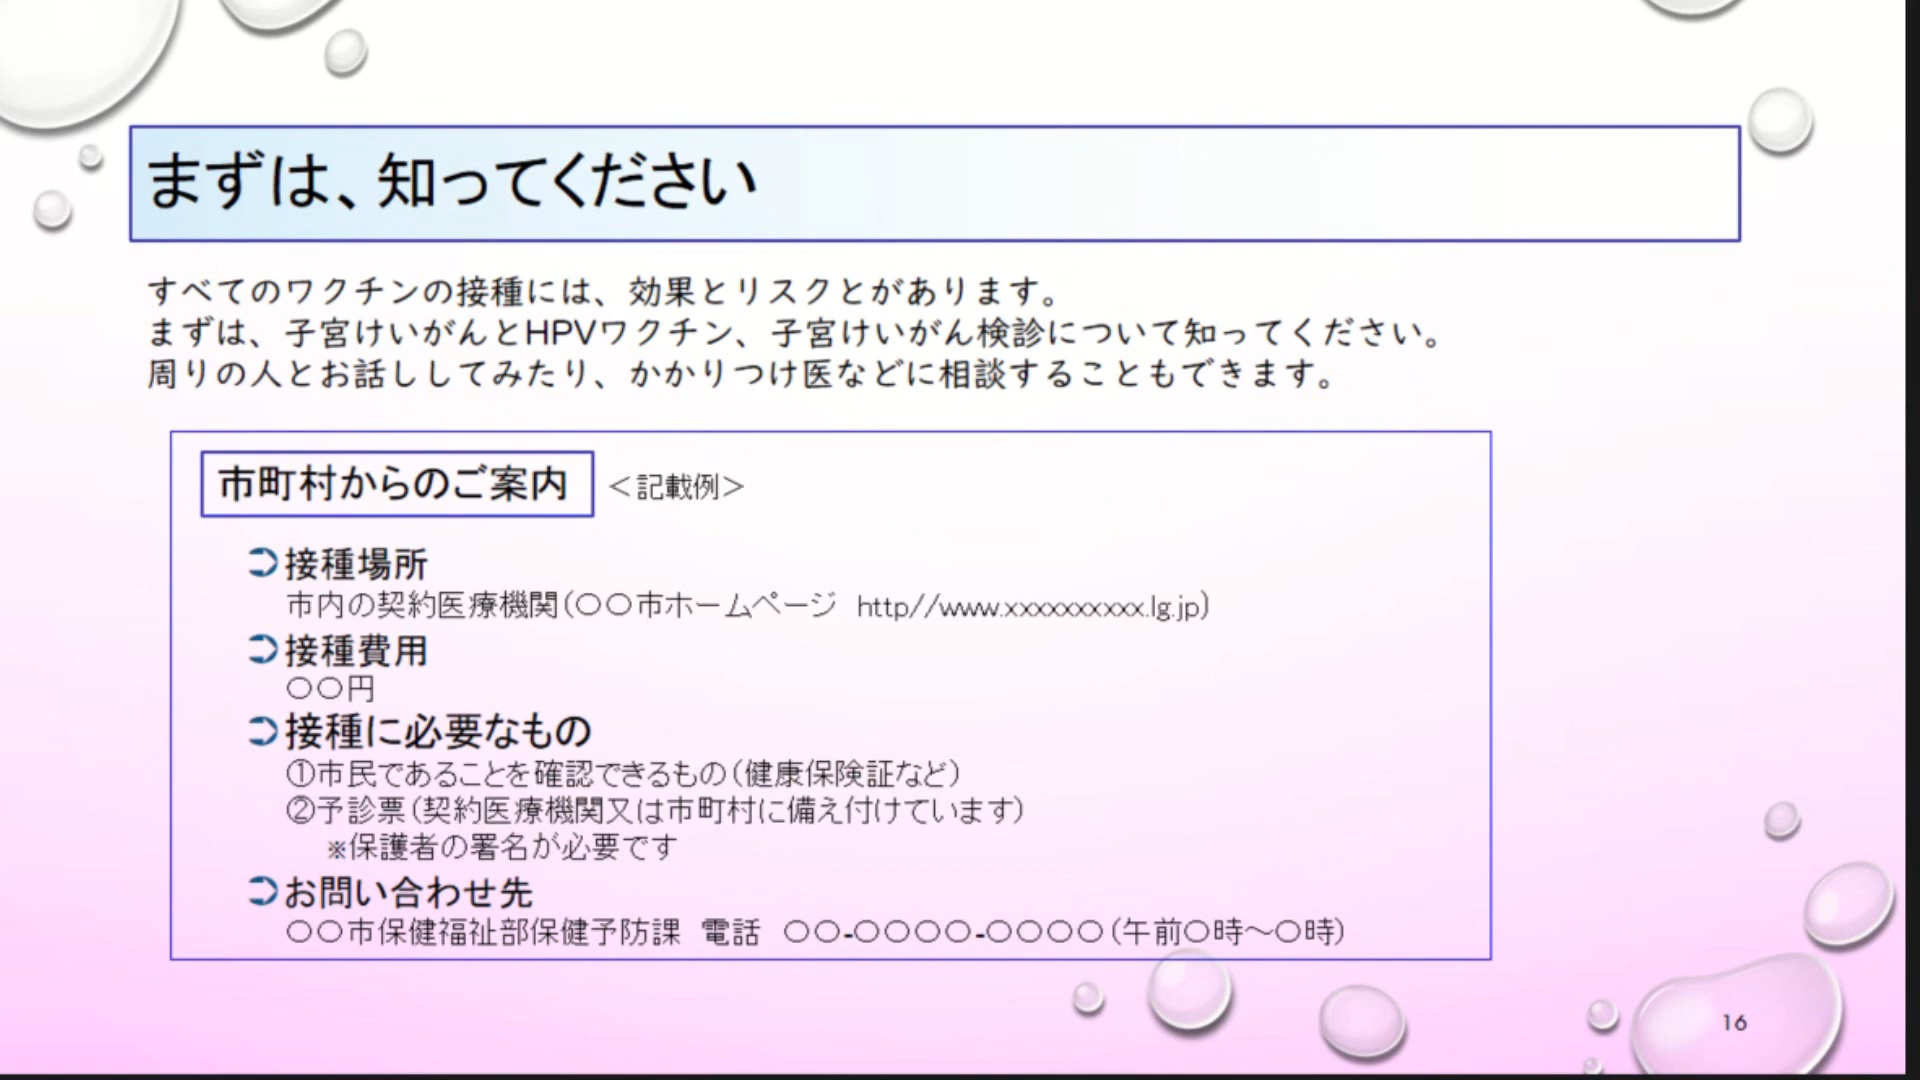 まずは、知ってください
すべてのワクチンの接種には、効果とリスクとがあります。
まずは、子宮けいがんとHPVワクチン、子宮けいがん検診について知ってください。
周りの人とお話ししてみたり、かかりつけ医などに相談することもできます。
市町村からのご案内 ＜記載例＞
⊃接種場所
市内の契約医療機関(〇〇市ホームページ　http//www.xxxxxxxxxx.lg.jp)
⊃接種費用
〇〇円
⊃接種に必要なもの
①市民であることを確認できるもの(健康保険証など)
②予診票(契約医療機関又は市町村に備え付けています)
※保護者の署名が必要です
⊃お問い合わせ先
〇〇市保健福祉部保健予防課　電話　〇〇-〇〇〇〇-〇〇〇〇(午前〇時～〇時)
16